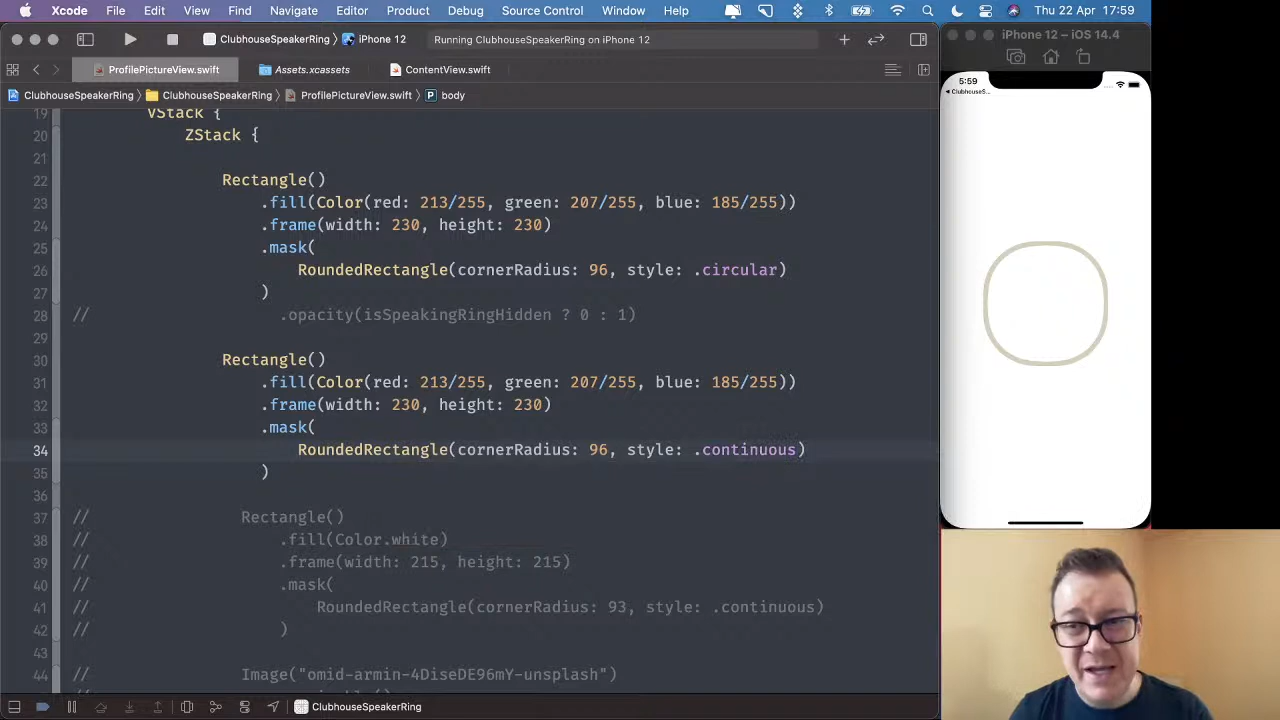 Xcode File Edit View Find Navigate Editor Product Debug Source Control Window Help Thu 22 Apr 17:59
ClubhouseSpeakerRing 〉 iPhone 12 Running ClubhouseSpeakerRing on iPhone 12
iPhone 12 – iOS 14.4
ProfilePictureView.swift Assets.xcassets ContentView.swift
ClubhouseSpeakerRing 〉 ClubhouseSpeakerRing 〉 ProfilePictureView.swift 〉 P body
5:59
◀ ClubhouseS...
19 VStack {
20 ZStack {
21
22 Rectangle()
23 .fill(Color(red: 213/255, green: 207/255, blue: 185/255))
24 .frame(width: 230, height: 230)
25 .mask(
26 RoundedRectangle(cornerRadius: 96, style: .circular)
27 )
28 // .opacity(isSpeakingRingHidden ? 0 : 1)
29
30 Rectangle()
31 .fill(Color(red: 213/255, green: 207/255, blue: 185/255))
32 .frame(width: 230, height: 230)
33 .mask(
34 RoundedRectangle(cornerRadius: 96, style: .continuous)
35 )
36
37 // Rectangle()
38 // .fill(Color.white)
39 // .frame(width: 215, height: 215)
40 // .mask(
41 // RoundedRectangle(cornerRadius: 93, style: .continuous)
42 // )
43
44 // Image("omid-armin-4DiseDE96mY-unsplash")
ClubhouseSpeakerRing